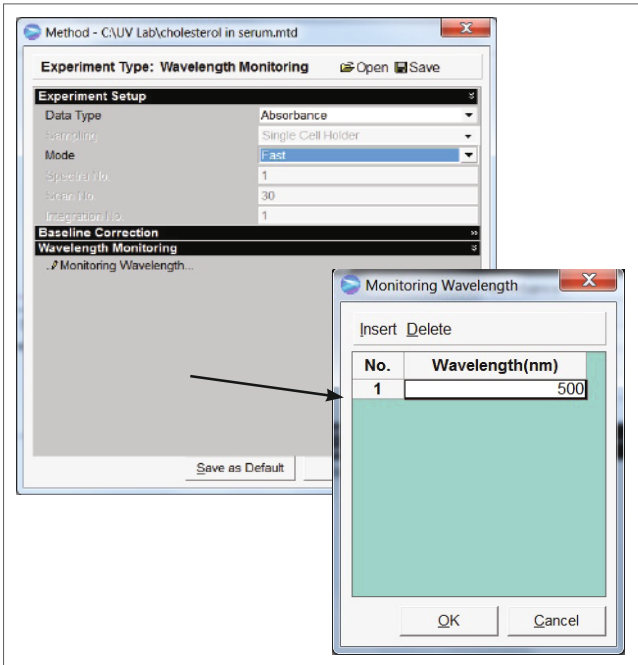 Method - C:\UV Lab\cholesterol in serum.mtd
Experiment Type: Wavelength Monitoring Open Save
Experiment Setup
Data Type Absorbance
Sampling Single Cell Holder
Mode Fast
Spectra No. 1
Scan No. 30
Integration No. 1
Baseline Correction
Wavelength Monitoring
Monitoring Wavelength...
Save as Default
Monitoring Wavelength
Insert Delete
No. Wavelength(nm)
1 500
OK Cancel